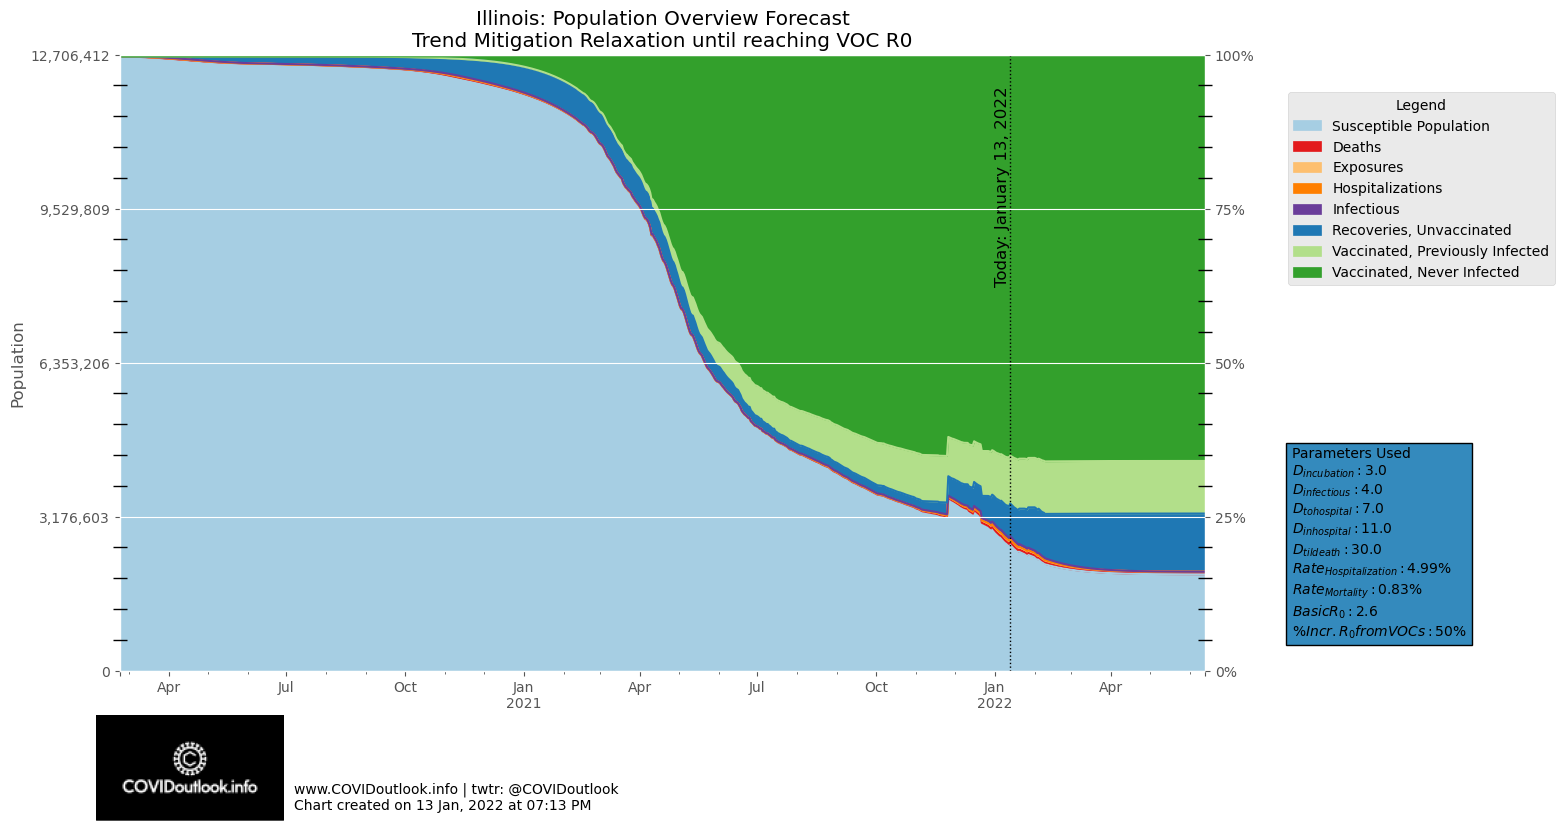 Illinois: Population Overview Forecast
Trend Mitigation Relaxation until reaching VOC R0
12,706,412
9,529,809
6,353,206
3,176,603
0
Population
100%
75%
50%
25%
0%
Today: January 13, 2022
Apr
Jul
Oct
Jan
2021
Apr
Jul
Oct
Jan
2022
Apr
Legend
Susceptible Population
Deaths
Exposures
Hospitalizations
Infectious
Recoveries, Unvaccinated
Vaccinated, Previously Infected
Vaccinated, Never Infected
Parameters Used
D_incubation : 3.0
D_infectious : 4.0
D_tohospital : 7.0
D_inhospital : 11.0
D_tildeath : 30.0
Rate_Hospitalization : 4.99%
Rate_Mortality : 0.83%
BasicR_0 : 2.6
%Incr.R_0fromVOCs : 50%
COVIDoutlook.info
www.COVIDoutlook.info | twtr: @COVIDoutlook
Chart created on 13 Jan, 2022 at 07:13 PM